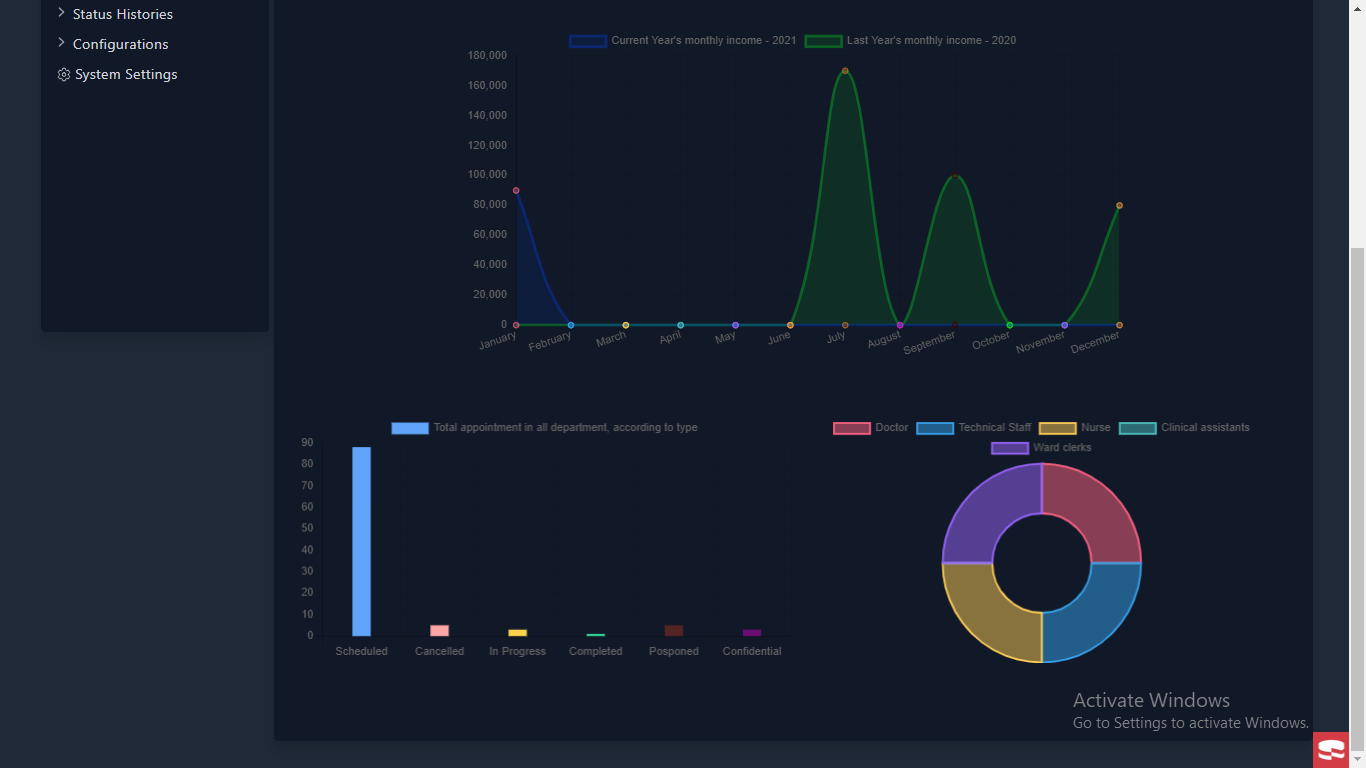 Status Histories
Configurations
System Settings
Current Year's monthly income - 2021 Last Year's monthly income - 2020
180,000
160,000
140,000
120,000
100,000
80,000
60,000
40,000
20,000
0
January February March April May June July August September October November December
Total appointment in all department, according to type
90
80
70
60
50
40
30
20
10
0
Scheduled Cancelled In Progress Completed Posponed Confidential
Doctor Technical Staff Nurse Clinical assistants
Ward clerks
Activate Windows
Go to Settings to activate Windows.